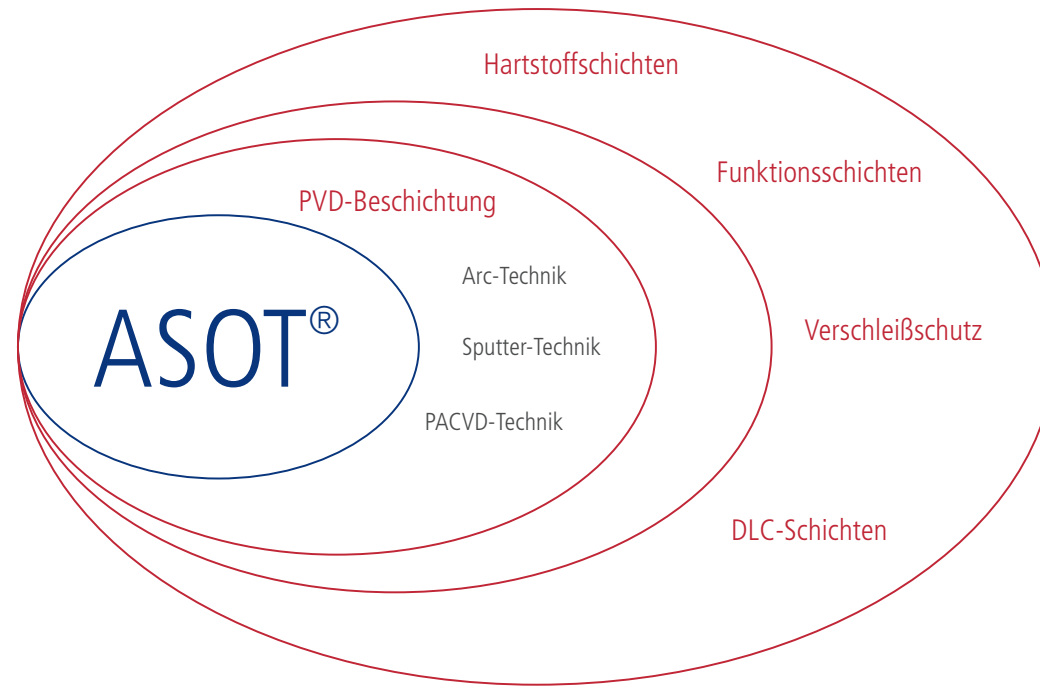 Hartstoffschichten
Funktionsschichten
PVD-Beschichtung
Arc-Technik
ASOT®
Sputter-Technik
Verschleißschutz
PACVD-Technik
DLC-Schichten